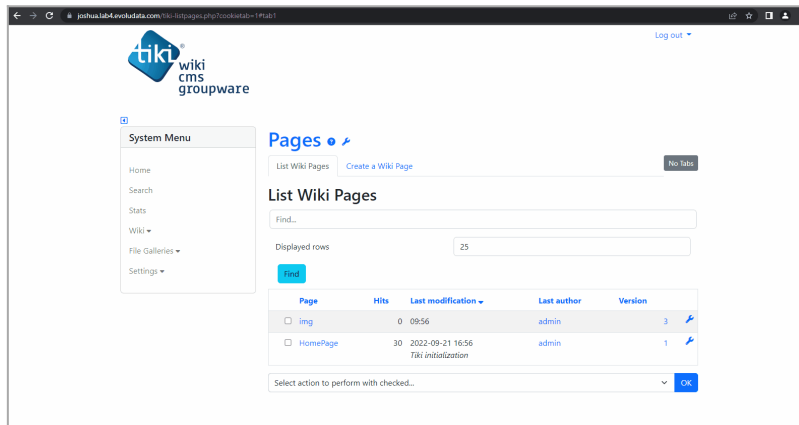 joshua.lab4.evoludata.com/tiki-listpages.php?cookietab=1#tab1
Log out
tiki
wiki
cms
groupware
System Menu
Home
Search
Stats
Wiki
File Galleries
Settings
Pages
List Wiki Pages
Create a Wiki Page
No Tabs
List Wiki Pages
Find...
Displayed rows 25
Find
Page Hits Last modification Last author Version
img 0 09:56 admin 3
HomePage 30 2022-09-21 16:56 admin 1
Tiki initialization
Select action to perform with checked... OK